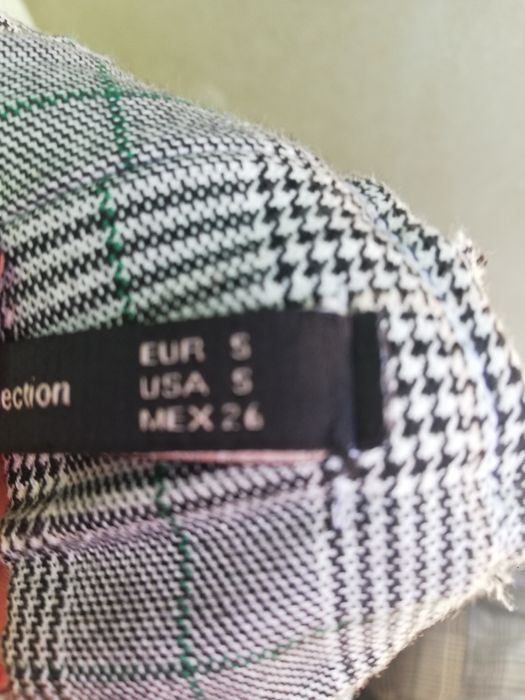 EUR S
USA S
MEX 26
ection